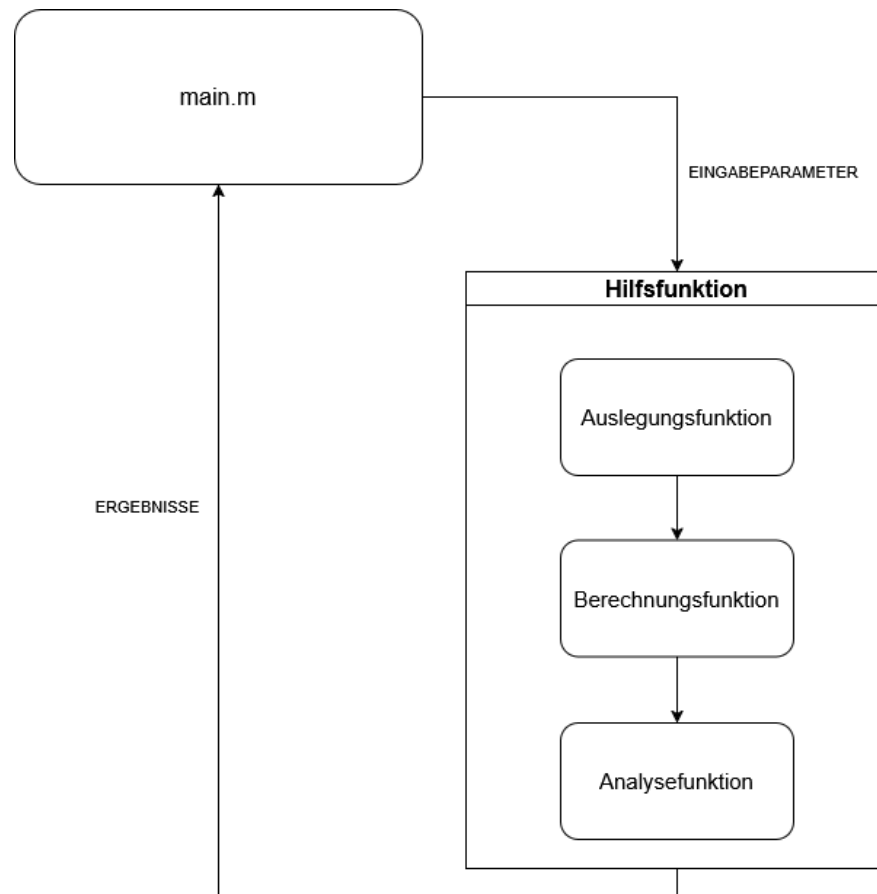 main.m
EINGABEPARAMETER
Hilfsfunktion
Auslegungsfunktion
ERGEBNISSE
Berechnungsfunktion
Analysefunktion